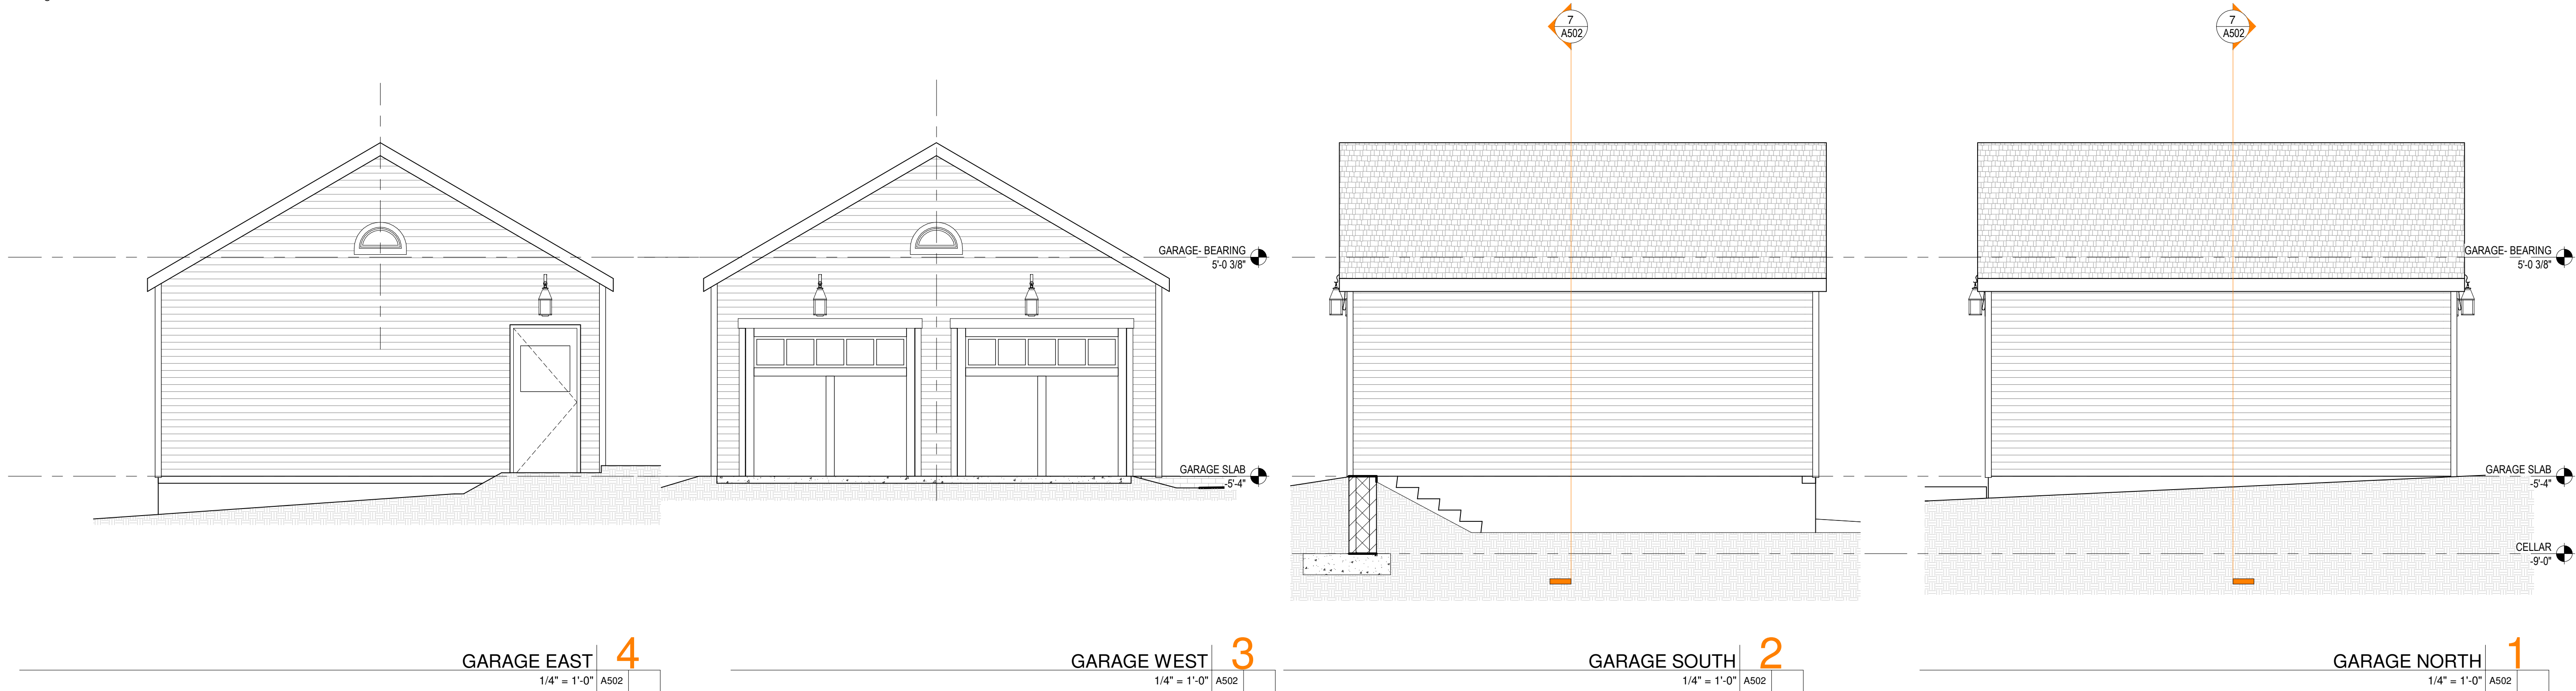 7
A502
7
A502
GARAGE- BEARING
5'-0 3/8"
GARAGE- BEARING
5'-0 3/8"
GARAGE SLAB
-5'-4"
GARAGE SLAB
-5'-4"
CELLAR
-9'-0"
GARAGE EAST 4
1/4" = 1'-0" A502
GARAGE WEST 3
1/4" = 1'-0" A502
GARAGE SOUTH 2
1/4" = 1'-0" A502
GARAGE NORTH 1
1/4" = 1'-0" A502